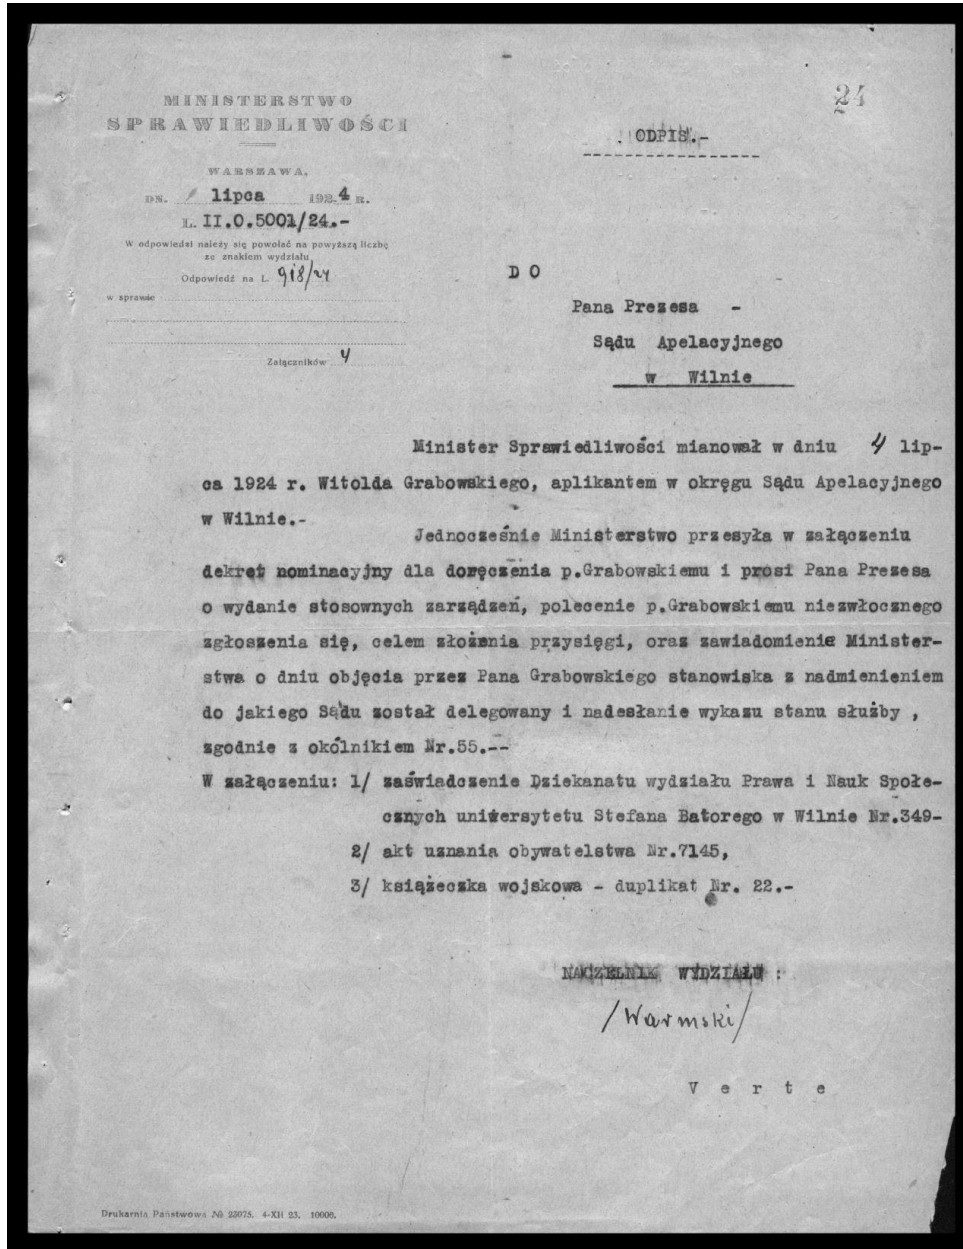 24
MINISTERSTWO
SPRAWIEDLIWOŚCI
ODPIS.-
WARSZAWA.
DN. lipca 1924 R.
L. II.O.5001/24.-
W odpowiedzi należy się powołać na powyższą liczbę
ze znakiem wydziału
Odpowiedź na L. 918/24
w sprawie
Załączników 4
DO
Pana Prezesa -
Sądu Apelacyjnego
w Wilnie
Minister Sprawiedliwości mianował w dniu 4 lip-
ca 1924 r. Witolda Grabowskiego, aplikantem w okręgu Sądu Apelacyjnego
w Wilnie.-
Jednocześnie Ministerstwo przesyła w załączeniu
dekret nominacyjny dla doręczenia p.Grabowskiemu i prosi Pana Prezesa
o wydanie stosownych zarządzeń, polecenie p.Grabowskiemu niezwłocznego
zgłoszenia się, celem złożenia przysięgi, oraz zawiadomienie Minister-
stwa o dniu objęcia przez Pana Grabowskiego stanowiska z nadmienieniem
do jakiego Sądu został delegowany i nadesłanie wykazu stanu służby ,
zgodnie z okólnikiem Nr.55.--
W załączeniu: 1/ zaświadczenie Dziekanatu wydziału Prawa i Nauk Społe-
cznych uniwersytetu Stefana Batorego w Wilnie Nr.349-
2/ akt uznania obywatelstwa Nr.7145,
3/ książeczka wojskowa - duplikat Nr. 22.-
NACZELNIK WYDZIAŁU :
/Warmski/
V e r t e
Drukarnia Państwowa № 23075. 4-XII 23. 10000.